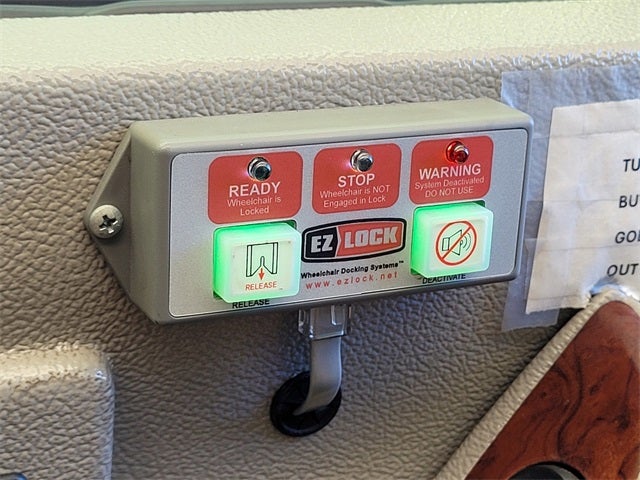 READY
Wheelchair is
Locked
STOP
Wheelchair is NOT
Engaged in Lock
WARNING
System Deactivated
DO NOT USE
RELEASE
RELEASE
EZ LOCK
Wheelchair Docking Systems™
www.ezlock.net
DEACTIVATE
TU
BU
GO
OUT